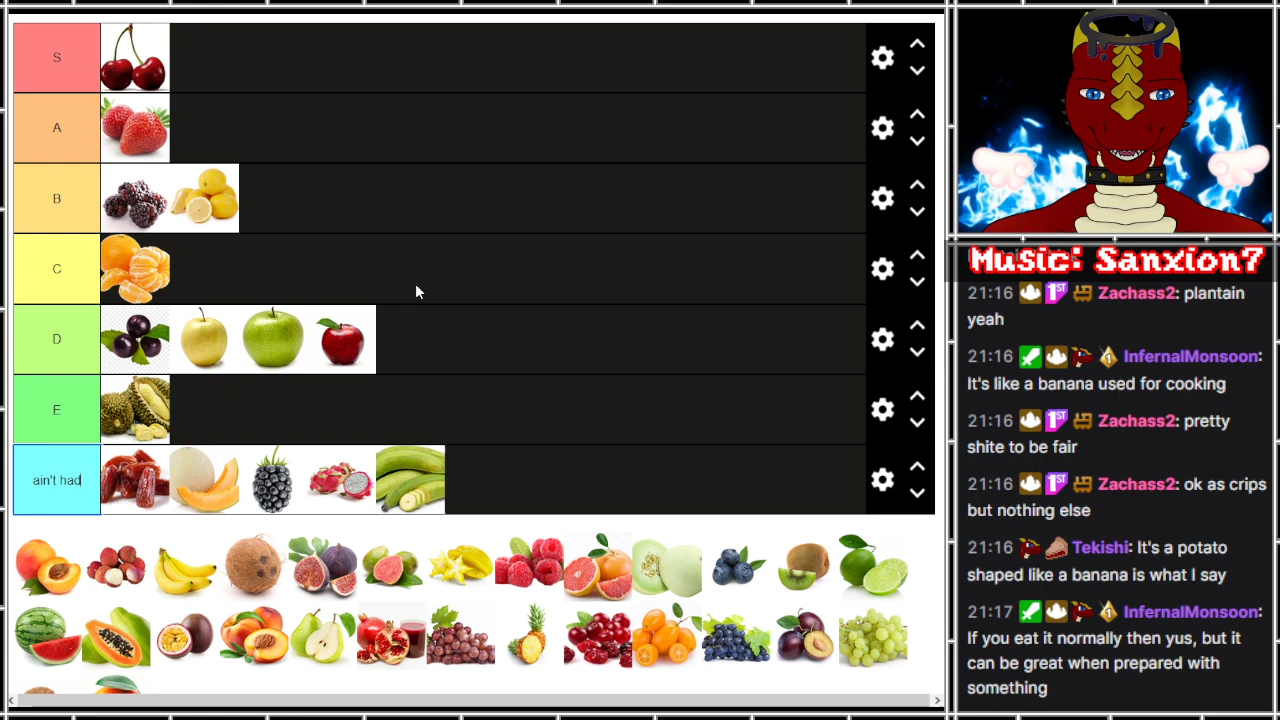 S
A
B
C
D
E
ain't had
Music: Sanxion7
21:16 Zachass2: plantain
yeah
21:16 InfernalMonsoon:
It's like a banana used for cooking
21:16 Zachass2: pretty
shite to be fair
21:16 Zachass2: ok as crips
but nothing else
21:16 Tekishi: It's a potato
shaped like a banana is what I say
21:17 InfernalMonsoon:
If you eat it normally then yus, but it
can be great when prepared with
something